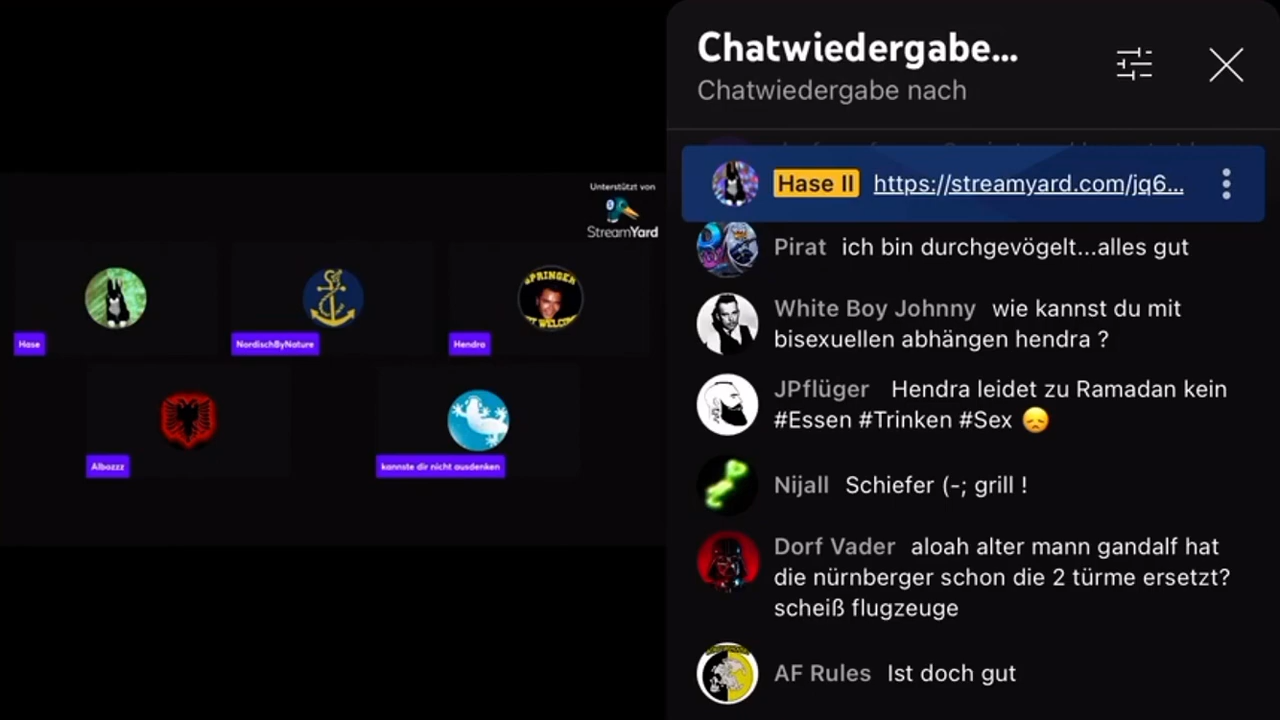 Unterstützt von
StreamYard
Hase
NordischByNature
Hendra
SPRINGER
Albozzz
kannste dir nicht ausdenken
Chatwiedergabe...
Chatwiedergabe nach
Hase II https://streamyard.com/jq6...
Pirat ich bin durchgevögelt...alles gut
White Boy Johnny wie kannst du mit
bisexuellen abhängen hendra ?
JPflüger Hendra leidet zu Ramadan kein
#Essen #Trinken #Sex 😞
Nijall Schiefer (-; grill !
Dorf Vader aloah alter mann gandalf hat
die nürnberger schon die 2 türme ersetzt?
scheiß flugzeuge
AF Rules Ist doch gut